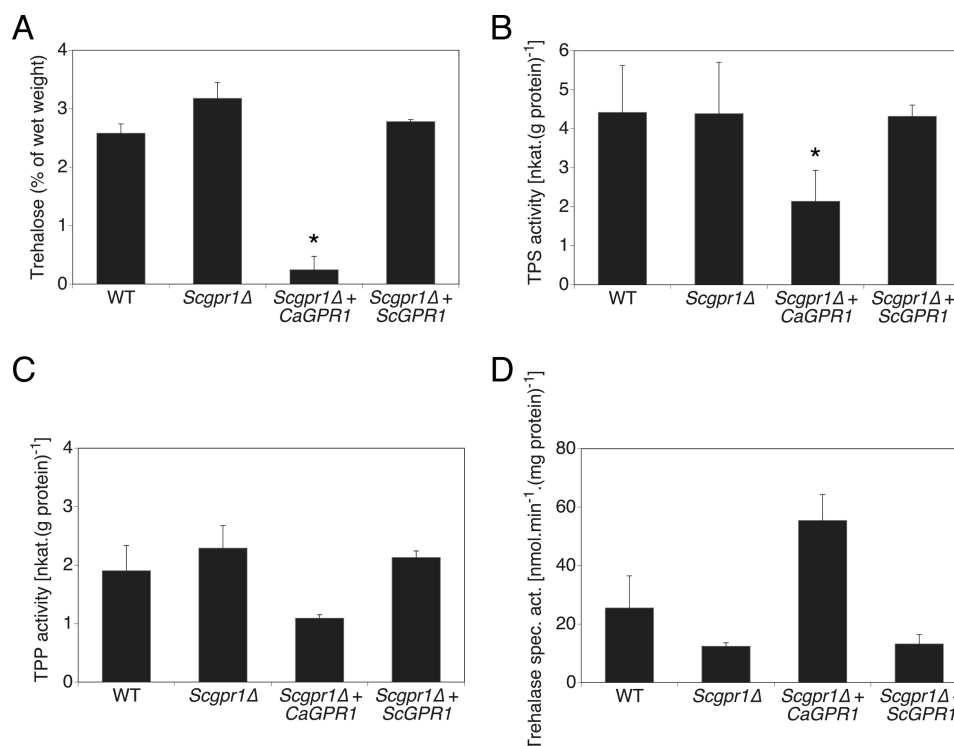 A
Trehalose (% of wet weight)
4
3
2
1
0
*
WT
Scgpr1Δ
Scgpr1Δ +
CaGPR1
Scgpr1Δ +
ScGPR1
B
TPS activity [nkat.(g protein)⁻¹]
6
5
4
3
2
1
0
*
WT
Scgpr1Δ
Scgpr1Δ +
CaGPR1
Scgpr1Δ +
ScGPR1
C
TPP activity [nkat.(g protein)⁻¹]
4
3
2
1
0
WT
Scgpr1Δ
Scgpr1Δ +
CaGPR1
Scgpr1Δ +
ScGPR1
D
Trehalase spec. act. [nmol.min⁻¹.(mg protein)⁻¹]
80
60
40
20
0
WT
Scgpr1Δ
Scgpr1Δ +
CaGPR1
Scgpr1Δ
ScGPR1